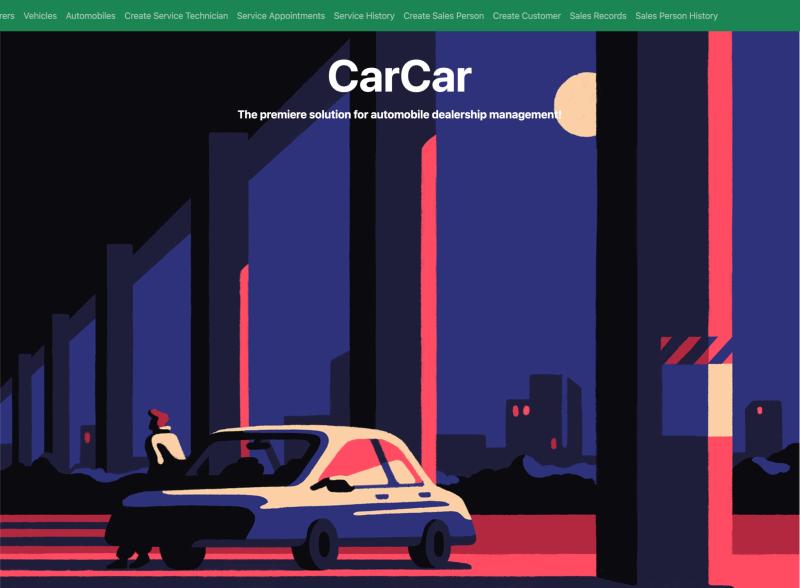 Vehicles Automobiles Create Service Technician Service Appointments Service History Create Sales Person Create Customer Sales Records Sales Person History
CarCar
The premiere solution for automobile dealership management!